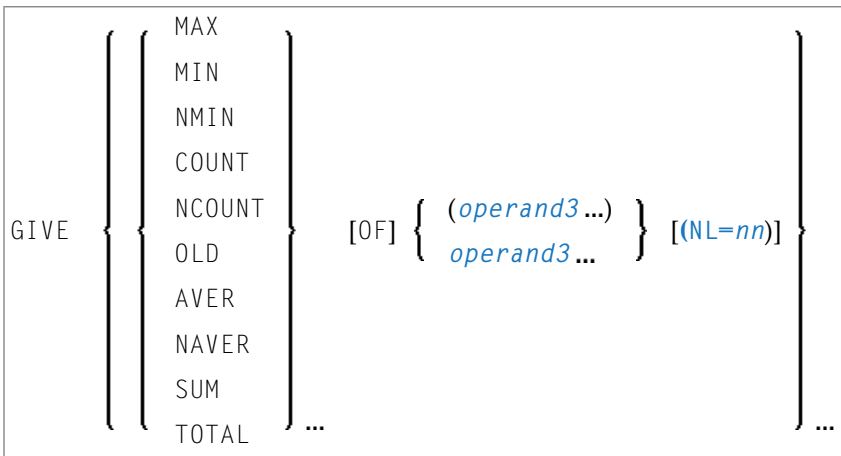 MAX
MIN
NMIN
COUNT
NCOUNT
GIVE [OF] (operand3 ...) operand3 ... [(NL=nn)]
OLD
AVER
NAVER
SUM
TOTAL ... ...